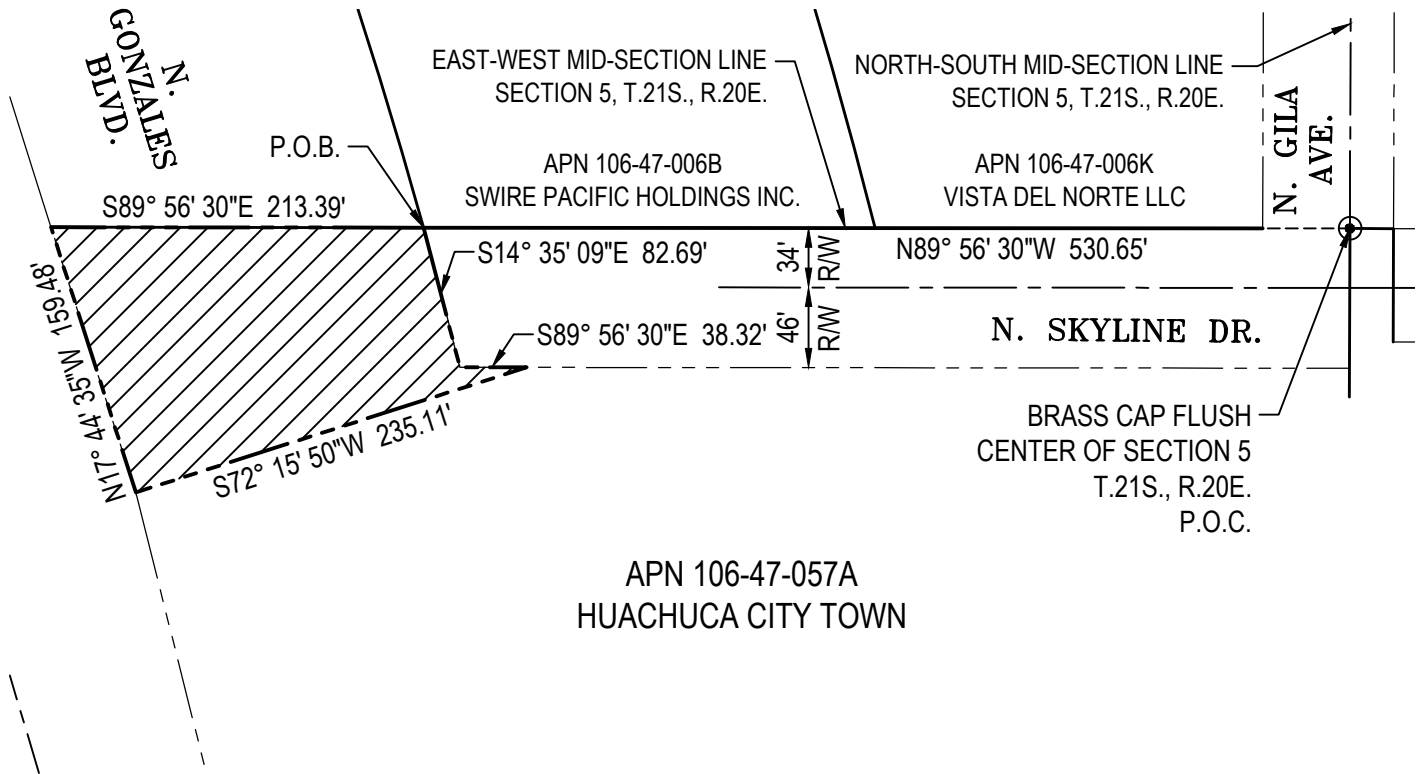 N.
GONZALES
BLVD.
EAST-WEST MID-SECTION LINE
SECTION 5, T.21S., R.20E.
NORTH-SOUTH MID-SECTION LINE
SECTION 5, T.21S., R.20E.
N. GILA
AVE.
P.O.B.
APN 106-47-006B
SWIRE PACIFIC HOLDINGS INC.
APN 106-47-006K
VISTA DEL NORTE LLC
S89° 56' 30"E 213.39'
S14° 35' 09"E 82.69'
34'
R/W
N89° 56' 30"W 530.65'
N17° 44' 35"W 159.48'
S89° 56' 30"E 38.32'
46'
R/W
N. SKYLINE DR.
S72° 15' 50"W 235.11'
BRASS CAP FLUSH
CENTER OF SECTION 5
T.21S., R.20E.
P.O.C.
APN 106-47-057A
HUACHUCA CITY TOWN